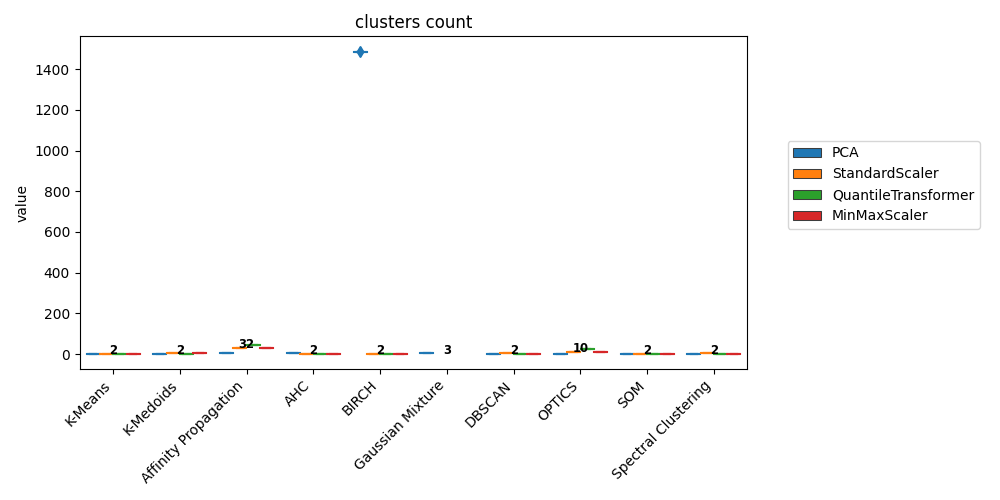 clusters count
value
1400
1200
1000
800
600
400
200
0
2 2 32 2 2 3 2 10 2 2
K-Means
K-Medoids
Affinity Propagation
AHC
BIRCH
Gaussian Mixture
DBSCAN
OPTICS
SOM
Spectral Clustering
PCA
StandardScaler
QuantileTransformer
MinMaxScaler